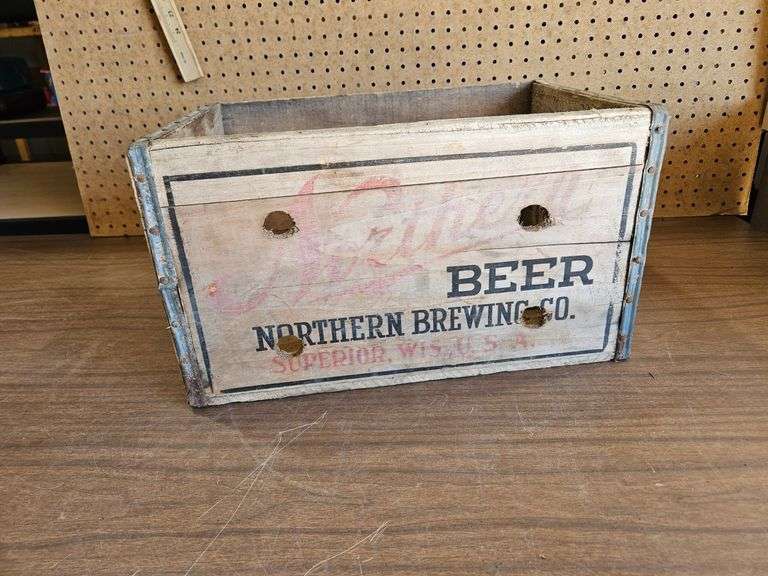 Northern
BEER
NORTHERN BREWING CO.
SUPERIOR, WIS., U. S. A.